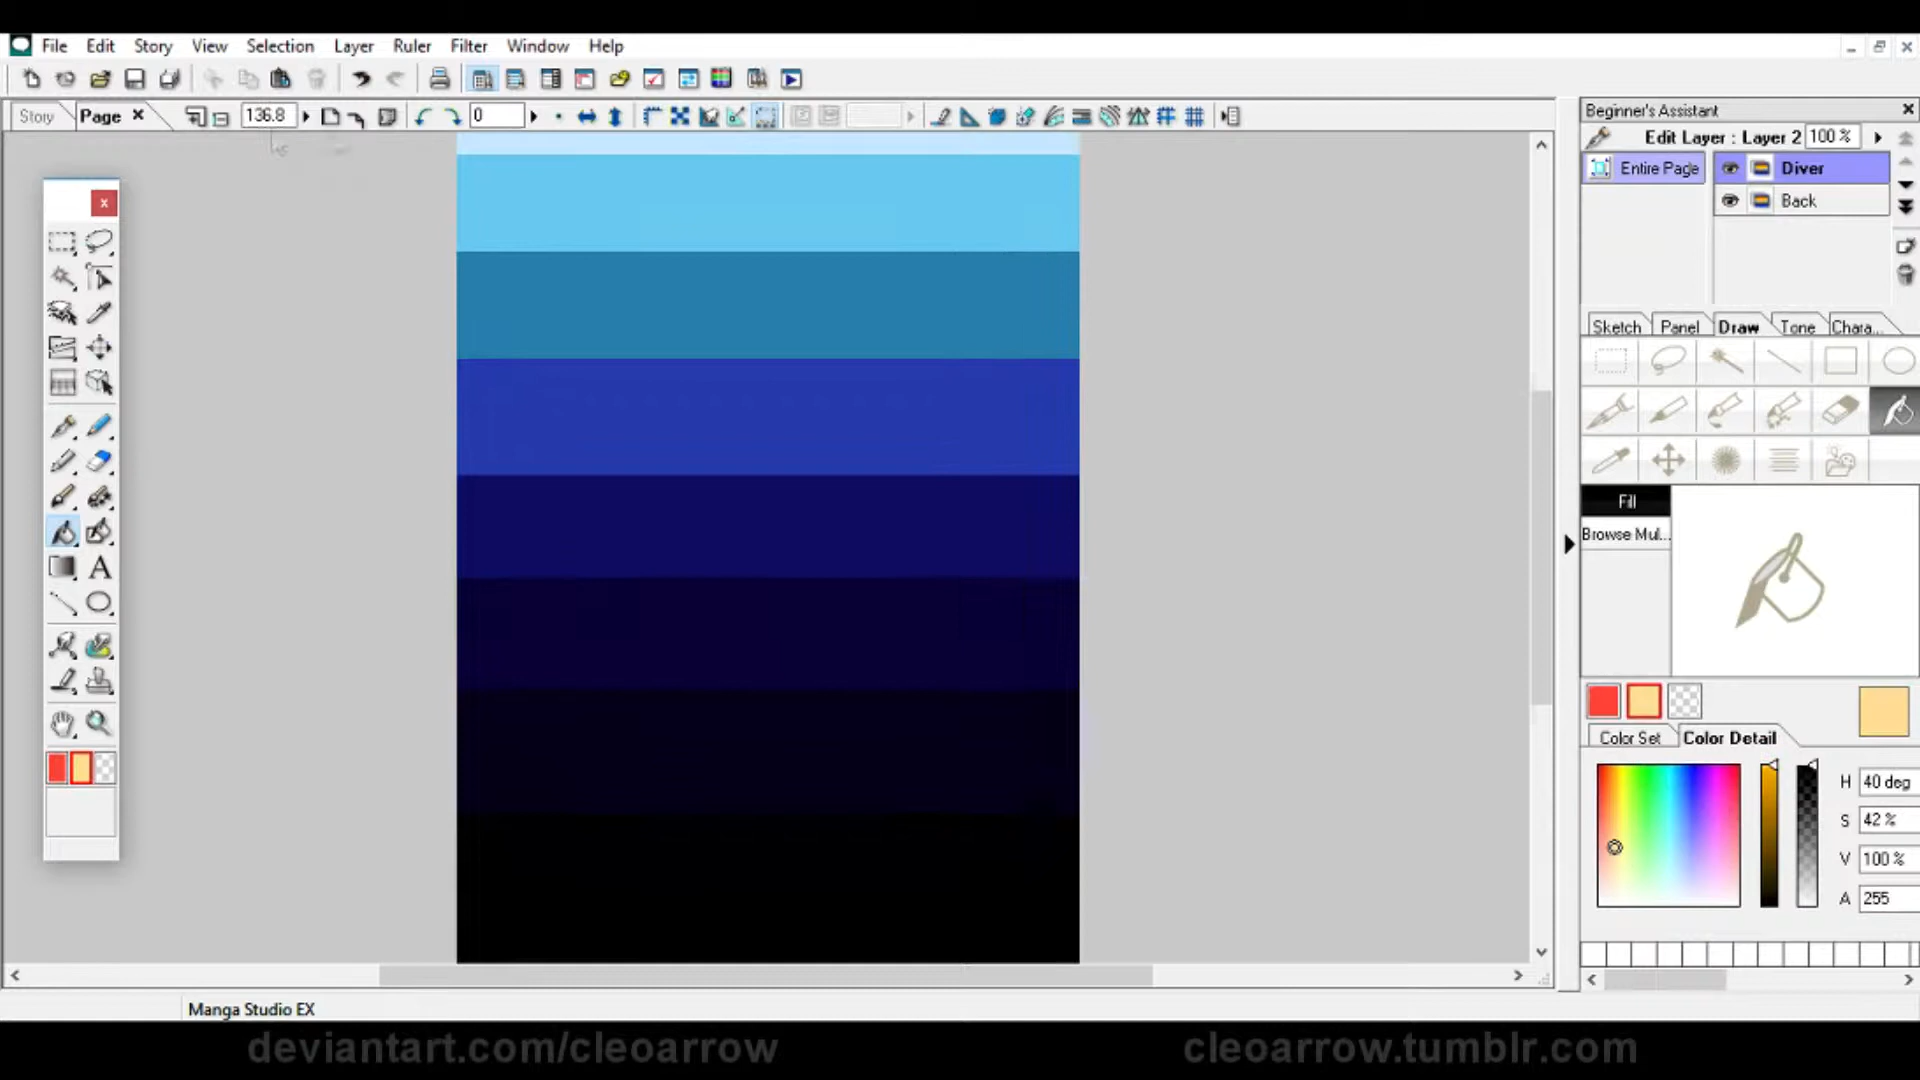 File Edit Story View Selection Layer Ruler Filter Window Help
Story Page 136.8 0
Beginner's Assistant
Edit Layer : Layer 2 100 %
Entire Page Diver
Back
Sketch Panel Draw Tone Chara...
Fill
Browse Mul...
A
Color Set Color Detail
H 40 deg
S 42 %
V 100 %
A 255
Manga Studio EX
deviantart.com/cleoarrow cleoarrow.tumblr.com